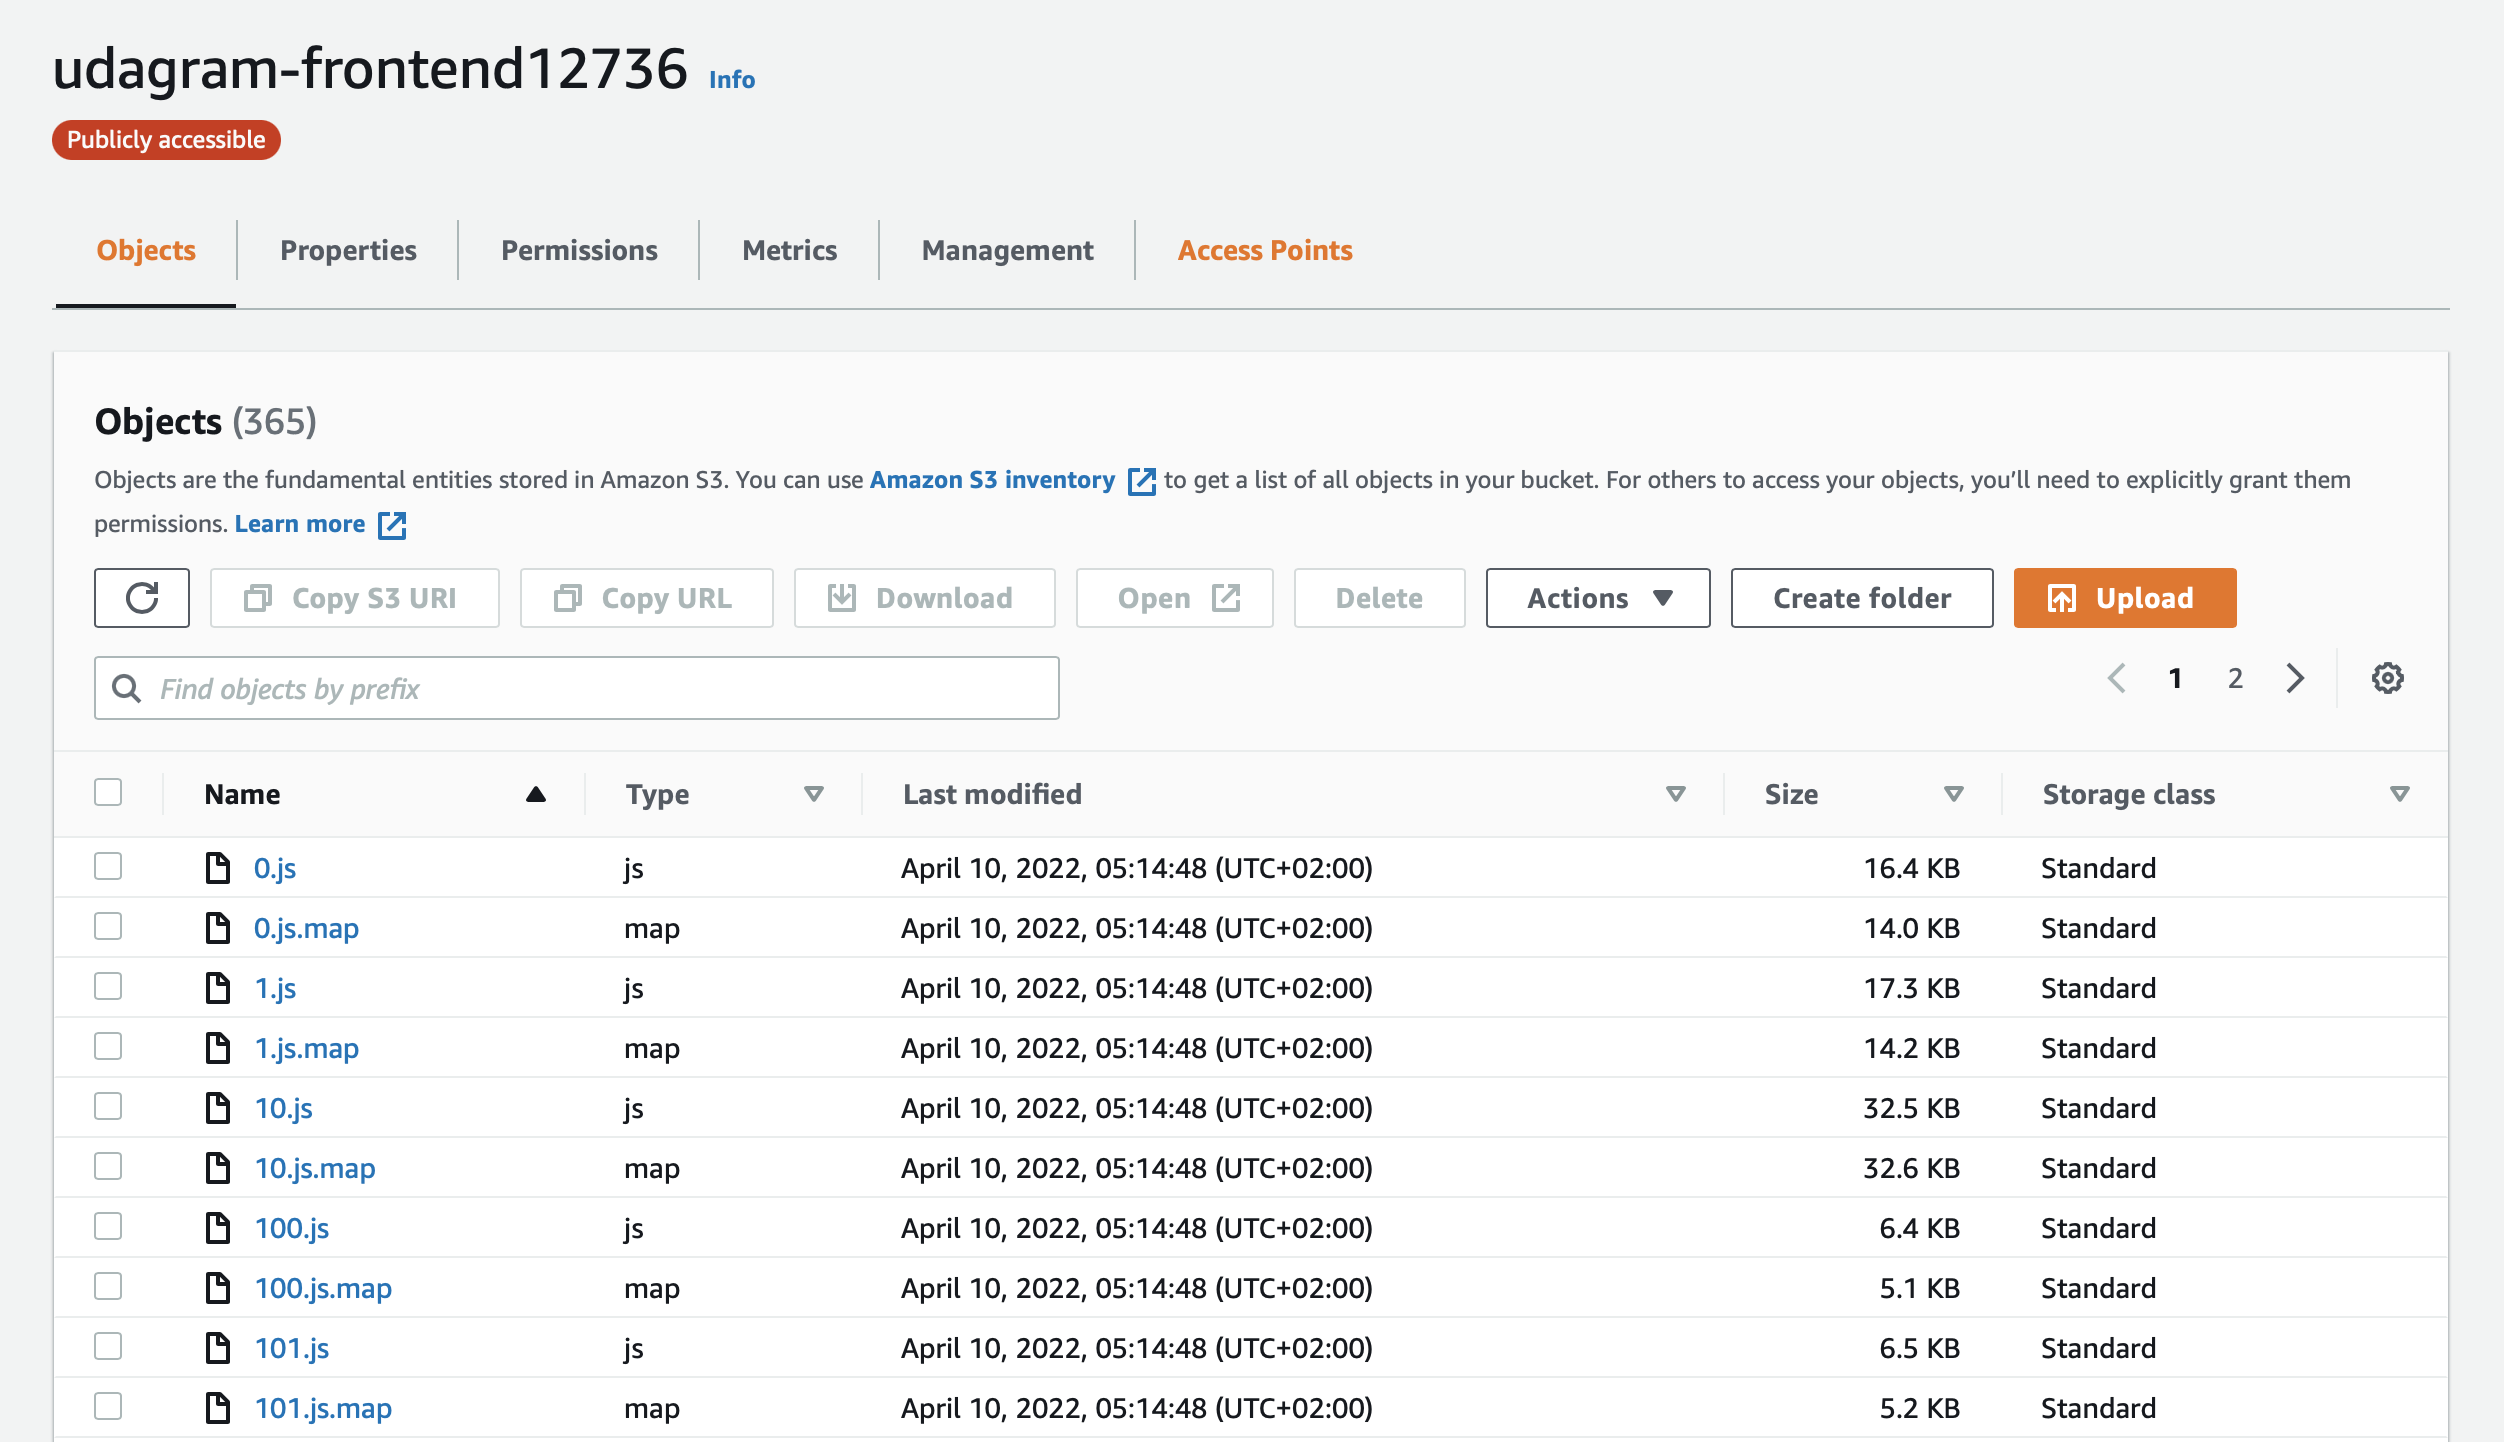 udagram-frontend12736 Info
Publicly accessible
Objects Properties Permissions Metrics Management Access Points
Objects (365)
Objects are the fundamental entities stored in Amazon S3. You can use Amazon S3 inventory to get a list of all objects in your bucket. For others to access your objects, you’ll need to explicitly grant them
permissions. Learn more
Copy S3 URI Copy URL Download Open Delete Actions Create folder Upload
Find objects by prefix 1 2
Name Type Last modified Size Storage class
0.js js April 10, 2022, 05:14:48 (UTC+02:00) 16.4 KB Standard
0.js.map map April 10, 2022, 05:14:48 (UTC+02:00) 14.0 KB Standard
1.js js April 10, 2022, 05:14:48 (UTC+02:00) 17.3 KB Standard
1.js.map map April 10, 2022, 05:14:48 (UTC+02:00) 14.2 KB Standard
10.js js April 10, 2022, 05:14:48 (UTC+02:00) 32.5 KB Standard
10.js.map map April 10, 2022, 05:14:48 (UTC+02:00) 32.6 KB Standard
100.js js April 10, 2022, 05:14:48 (UTC+02:00) 6.4 KB Standard
100.js.map map April 10, 2022, 05:14:48 (UTC+02:00) 5.1 KB Standard
101.js js April 10, 2022, 05:14:48 (UTC+02:00) 6.5 KB Standard
101.js.map map April 10, 2022, 05:14:48 (UTC+02:00) 5.2 KB Standard